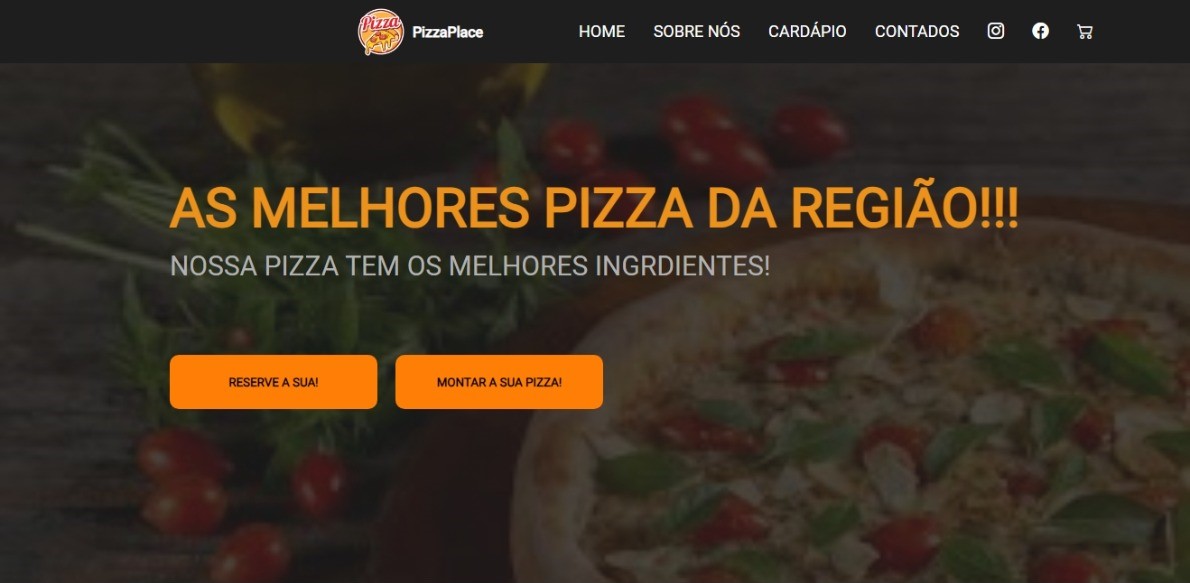 Pizza
PizzaPlace
HOME SOBRE NÓS CARDÁPIO CONTADOS
AS MELHORES PIZZA DA REGIÃO!!!
NOSSA PIZZA TEM OS MELHORES INGRDIENTES!
RESERVE A SUA! MONTAR A SUA PIZZA!